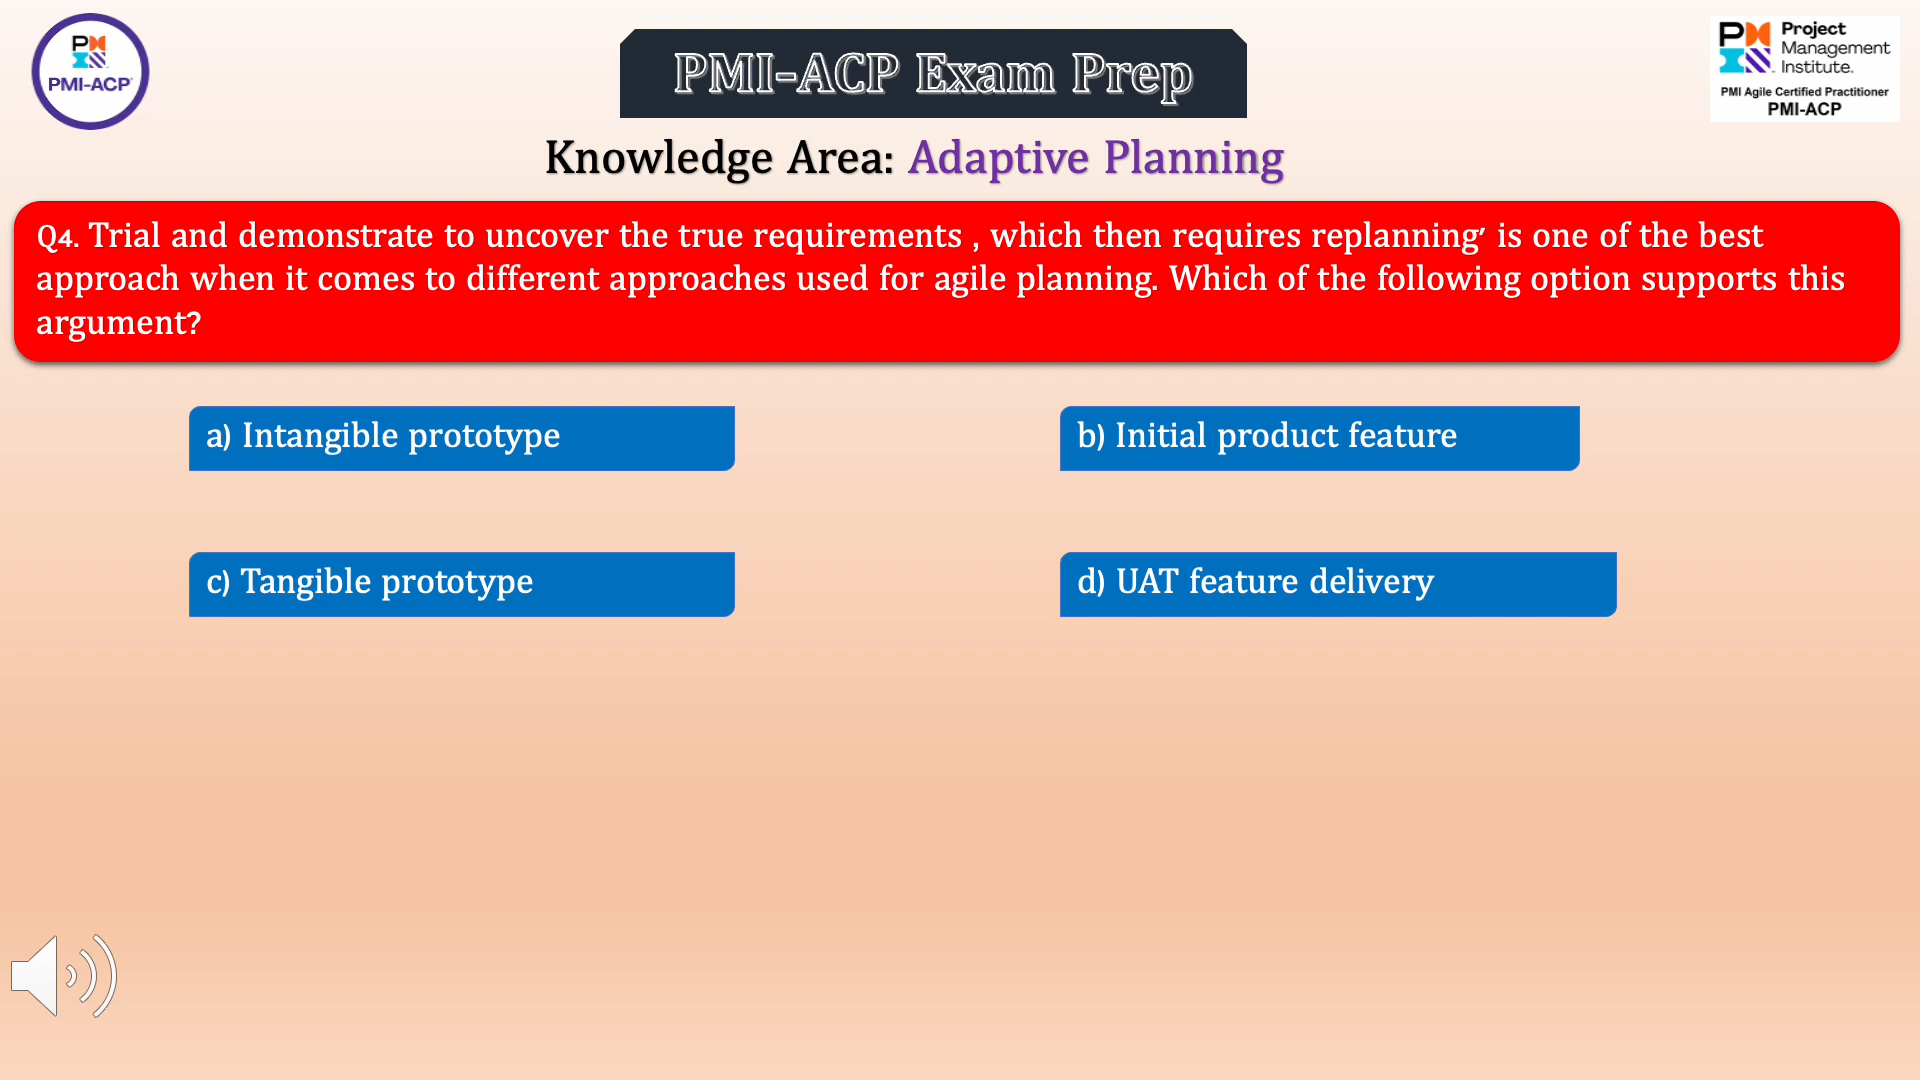 PMI-ACP
PMI-ACP Exam Prep
Project
Management
Institute.
PMI Agile Certified Practitioner
PMI-ACP
Knowledge Area: Adaptive Planning
Q4. Trial and demonstrate to uncover the true requirements , which then requires replanning’ is one of the best
approach when it comes to different approaches used for agile planning. Which of the following option supports this
argument?
a) Intangible prototype
b) Initial product feature
c) Tangible prototype
d) UAT feature delivery